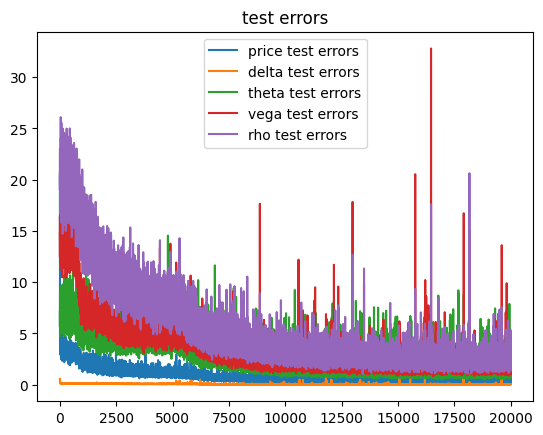 test errors
price test errors
delta test errors
theta test errors
vega test errors
rho test errors
30
25
20
15
10
5
0
0 2500 5000 7500 10000 12500 15000 17500 20000